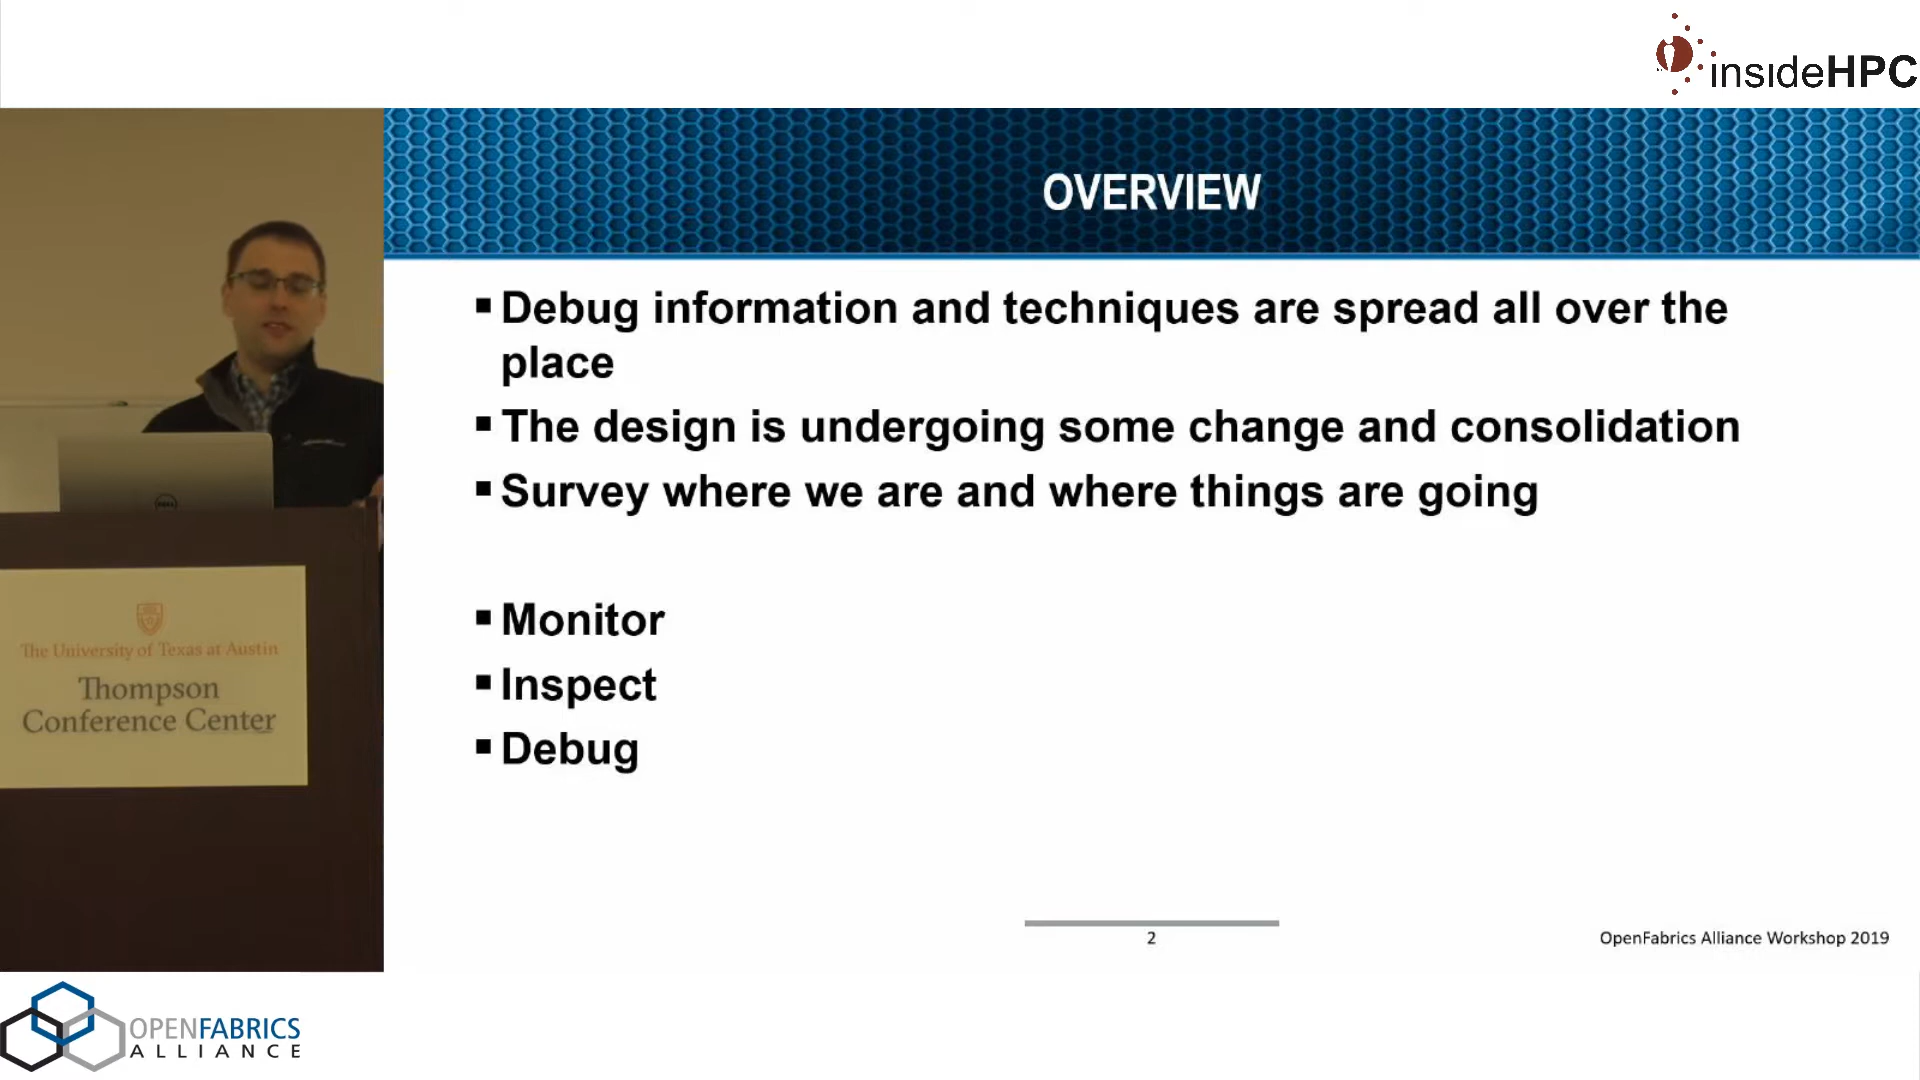 insideHPC
OVERVIEW
▪ Debug information and techniques are spread all over the
place
▪ The design is undergoing some change and consolidation
▪ Survey where we are and where things are going
▪ Monitor
▪ Inspect
▪ Debug
2
OpenFabrics Alliance Workshop 2019
The University of Texas at Austin
Thompson
Conference Center
OPENFABRICS
ALLIANCE